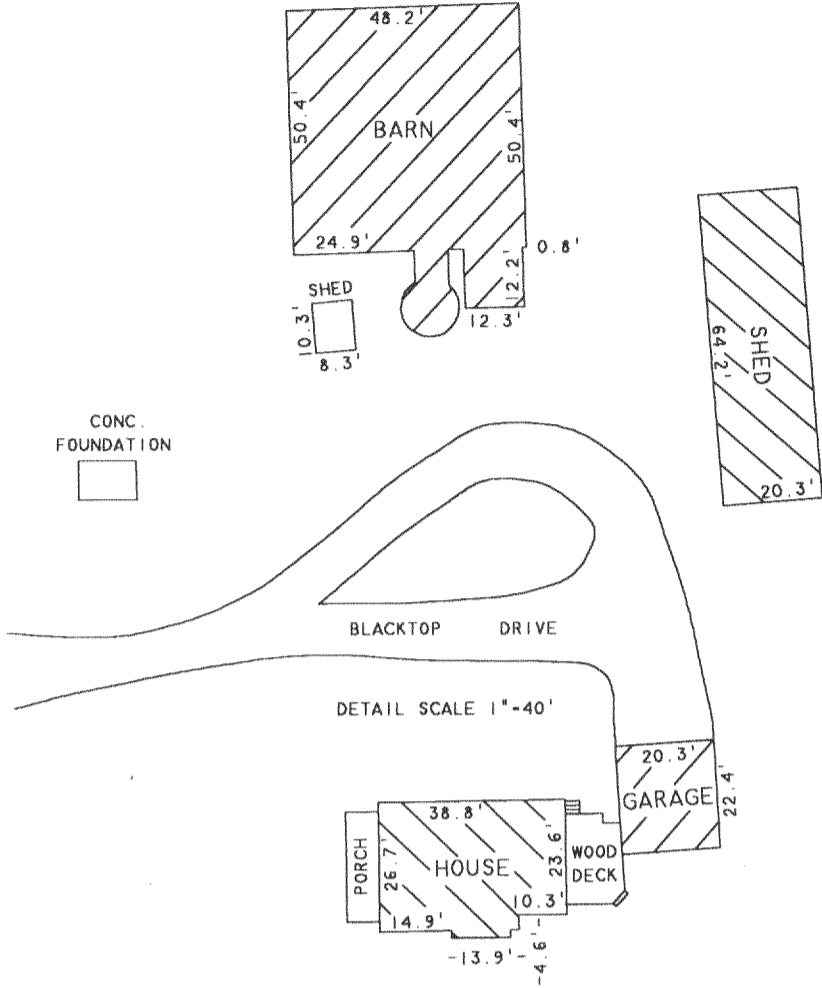 48.2'
50.4'
BARN
50.4'
24.9'
0.8'
12.2'
SHED
12.3'
10.3'
8.3'
SHED
64.2'
20.3'
CONC.
FOUNDATION
BLACKTOP DRIVE
DETAIL SCALE 1"-40'
20.3'
GARAGE
22.4'
38.8'
PORCH
26.7'
HOUSE
23.6'
WOOD
DECK
10.3'
14.9'
-13.9'-
-4.6'-